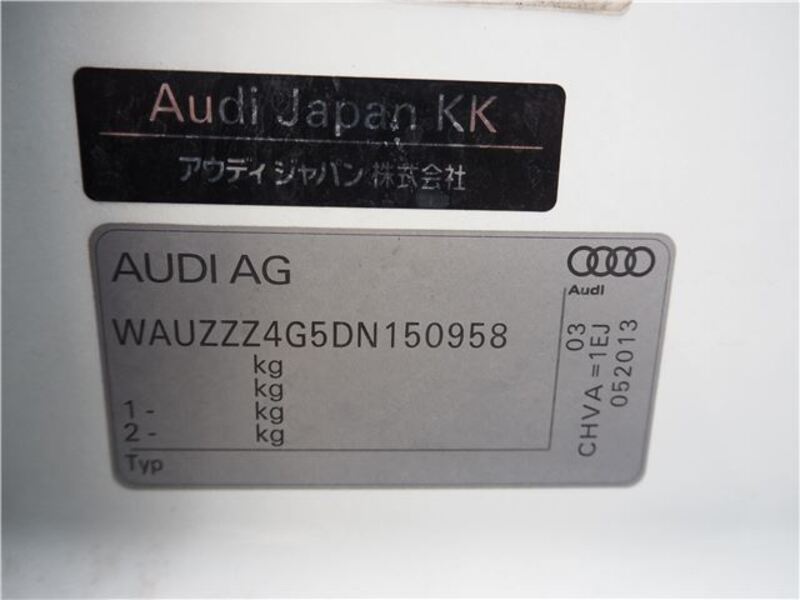 Audi Japan KK
アウディ ジャパン 株式会社
AUDI AG
Audi
WAUZZZ4G5DN150958
kg
kg
1 - kg
2 - kg
Typ
03
CHVA =1EJ
052013